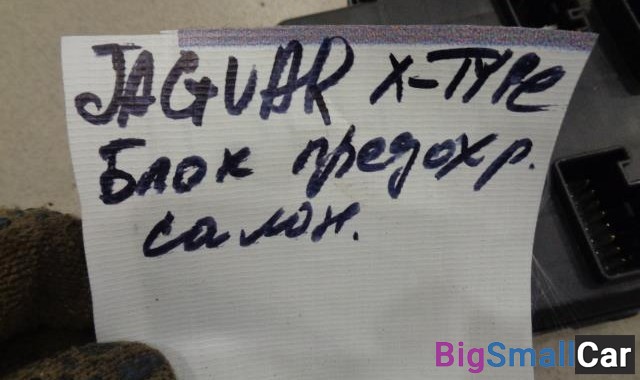 JAGUAR X-TYPE
Блок предохр.
салон.
BigSmallCar